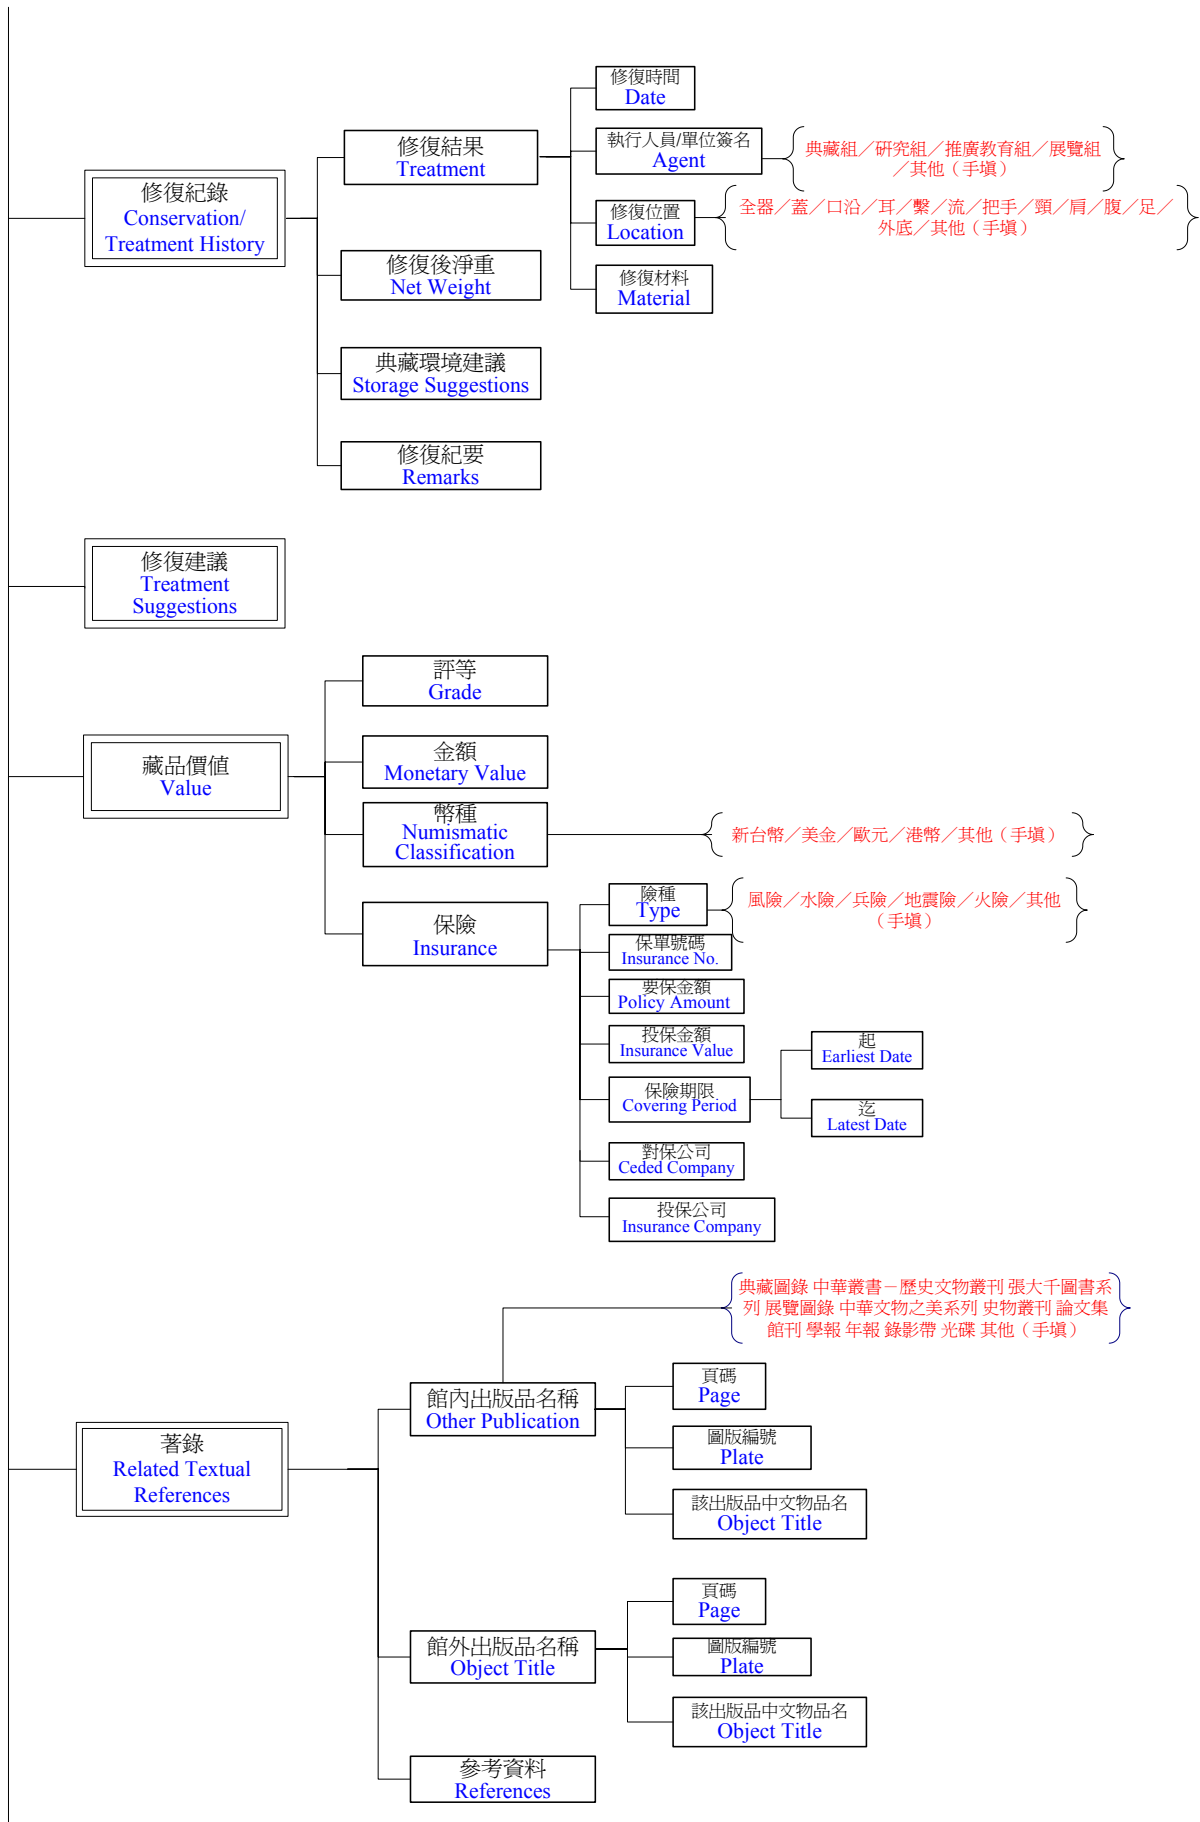 修復時間
Date
修復結果
Treatment
執行人員/單位簽名
Agent
典藏組／研究組／推廣教育組／展覽組
／其他（手填）
修復紀錄
Conservation/
Treatment History
修復位置
Location
全器／蓋／口沿／耳／繫／流／把手／頸／肩／腹／足／
外底／其他（手填）
修復後淨重
Net Weight
修復材料
Material
典藏環境建議
Storage Suggestions
修復紀要
Remarks
修復建議
Treatment
Suggestions
評等
Grade
藏品價值
Value
金額
Monetary Value
幣種
Numismatic
Classification
新台幣／美金／歐元／港幣／其他（手填）
保險
Insurance
險種
Type
風險／水險／兵險／地震險／火險／其他
（手填）
保單號碼
Insurance No.
要保金額
Policy Amount
投保金額
Insurance Value
保險期限
Covering Period
起
Earliest Date
迄
Latest Date
對保公司
Ceded Company
投保公司
Insurance Company
典藏圖錄 中華叢書－歷史文物叢刊 張大千圖書系
列 展覽圖錄 中華文物之美系列 史物叢刊 論文集
館刊 學報 年報 錄影帶 光碟 其他（手填）
館內出版品名稱
Other Publication
頁碼
Page
圖版編號
Plate
該出版品中文物品名
Object Title
著錄
Related Textual
References
館外出版品名稱
Object Title
頁碼
Page
圖版編號
Plate
該出版品中文物品名
Object Title
參考資料
References